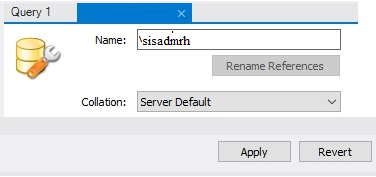 Query 1
×
Name: \sisadmrh
Rename References
Collation: Server Default
Apply Revert